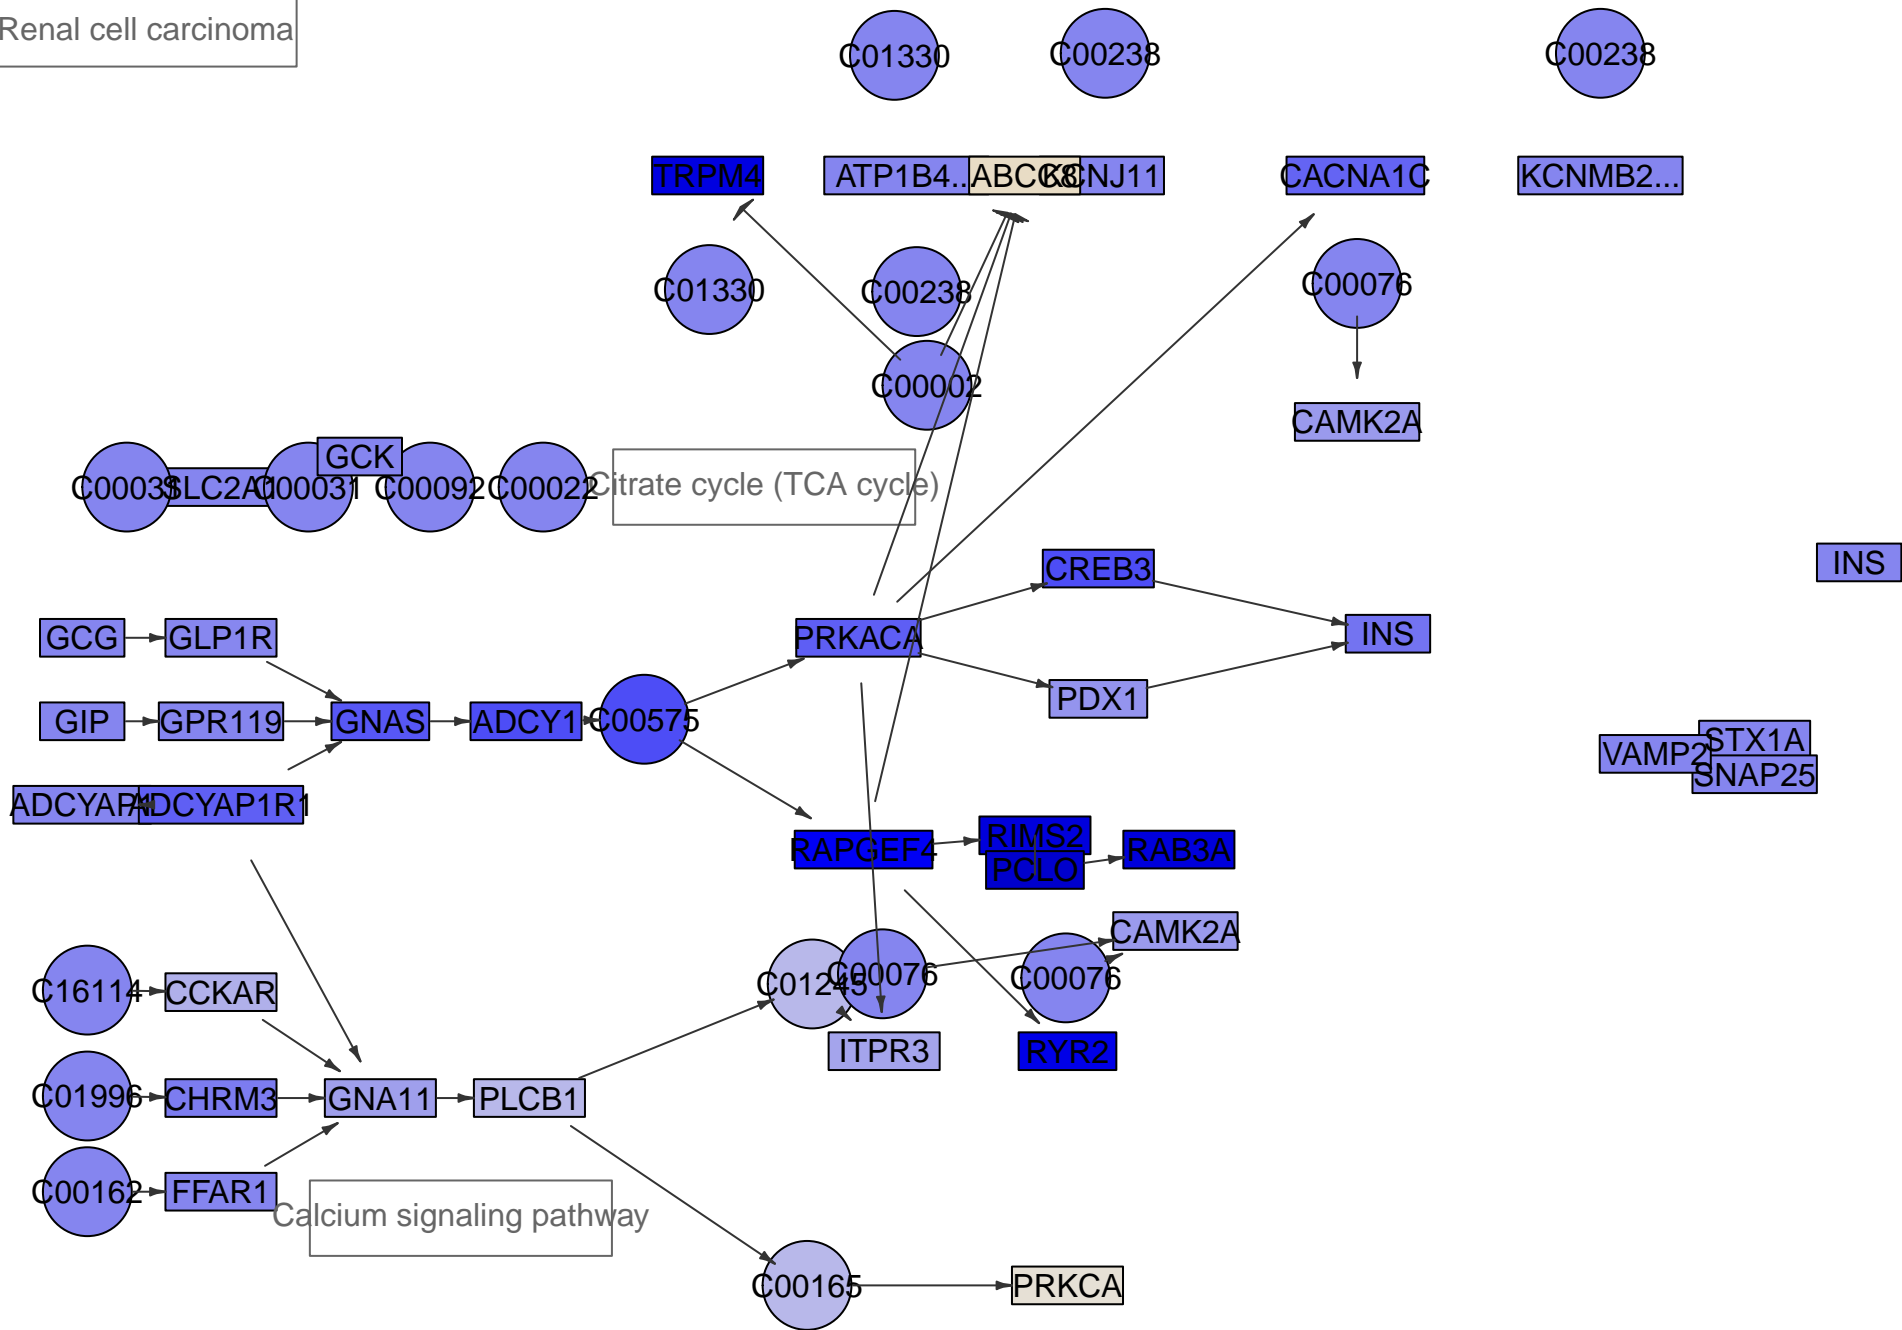 Renal cell carcinoma
C01330
C00238
C00238
TRPM4
ATP1B4...
ABCC8
KCNJ11
CACNA1C
KCNMB2...
C01330
C00238
C00076
C00002
CAMK2A
C00031
SLC2A1
C00031
GCK
C00092
C00022
Citrate cycle (TCA cycle)
CREB3
INS
GCG
GLP1R
PRKACA
INS
GIP
GPR119
GNAS
ADCY1
C00575
PDX1
VAMP2
STX1A
SNAP25
ADCYAP1
ADCYAP1R1
RAPGEF4
RIMS2
PCLO
RAB3A
CAMK2A
C16114
CCKAR
C01245
C00076
C00076
ITPR3
RYR2
C01996
CHRM3
GNA11
PLCB1
C00162
FFAR1
Calcium signaling pathway
C00165
PRKCA